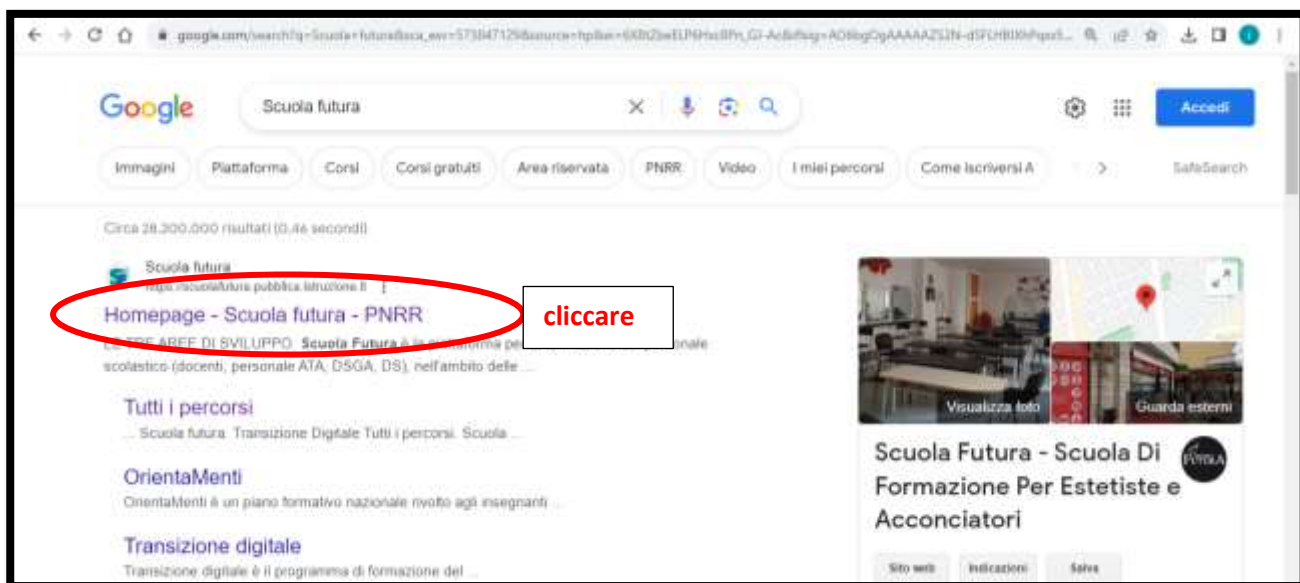 google.com/search?q=Scuola+futura
Google
Scuola futura
Accedi
Immagini Piattaforma Corsi Corsi gratuiti Area riservata PNRR Video I miei percorsi Come Iscriversi A SafeSearch
Circa 28.300.000 risultati (0,46 secondi)
Scuola futura
https://scuolafutura.pubblica.istruzione.it
Homepage - Scuola futura - PNRR
cliccare
LE TRE AREE DI SVILUPPO. Scuola Futura è la piattaforma per
scolastico (docenti, personale ATA, DSGA, DS), nell'ambito delle ...
Tutti i percorsi
... Scuola futura. Transizione Digitale Tutti i percorsi. Scuola ...
OrientaMenti
OrientaMenti è un piano formativo nazionale rivolto agli insegnanti ...
Transizione digitale
Transizione digitale è il programma di formazione del ...
Visualizza foto
Guarda esterni
Scuola Futura - Scuola Di
Formazione Per Estetiste e
Acconciatori
FUTURA
Sito web Indicazioni Salva